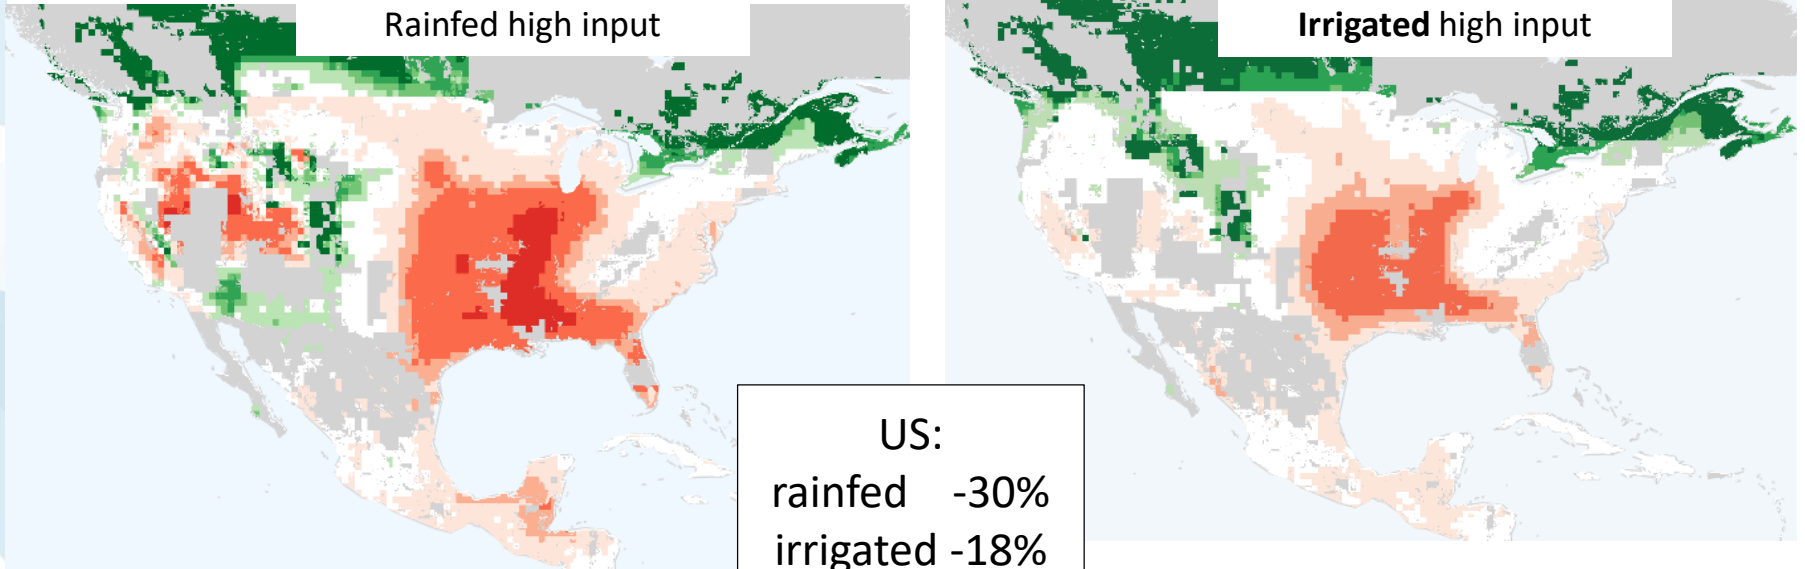 Rainfed high input
Irrigated high input
US:
rainfed -30%
irrigated -18%